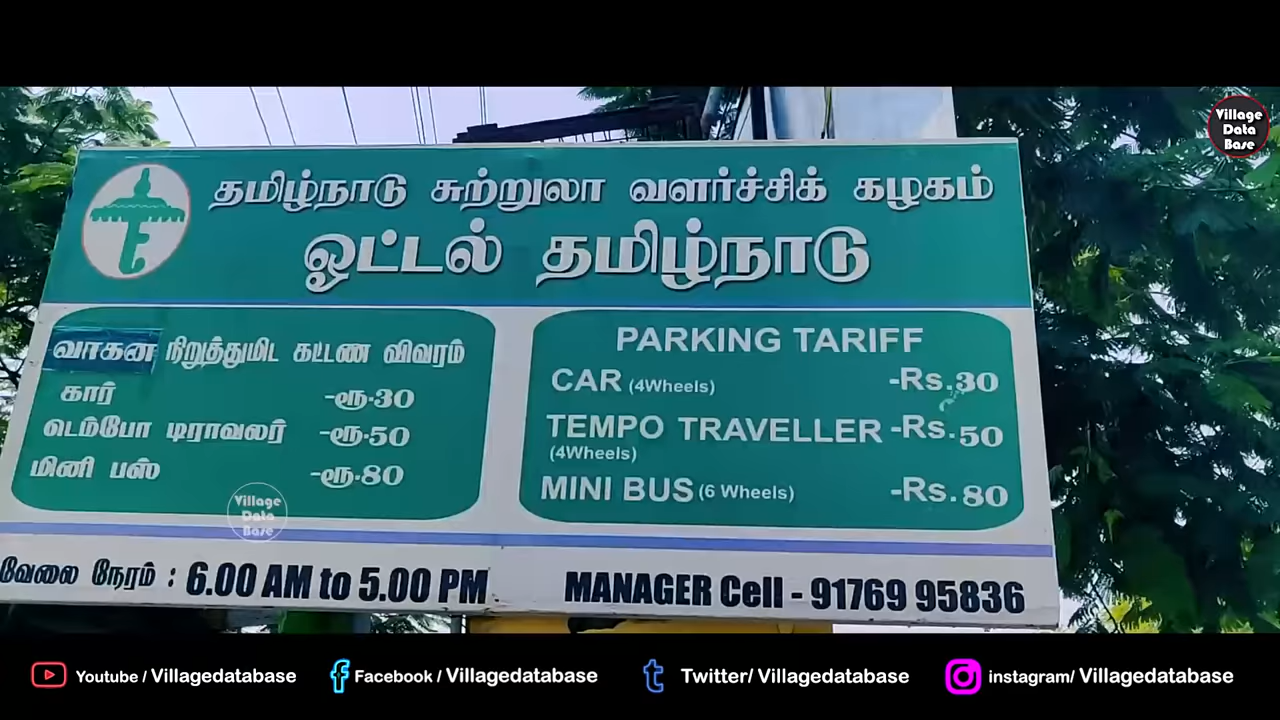 Village
Data
Base
தமிழ்நாடு சுற்றுலா வளர்ச்சிக் கழகம்
ஓட்டல் தமிழ்நாடு
வாகன நிறுத்துமிட கட்டண விவரம்
கார் -ரூ.30
டெம்போ டிராவலர் -ரூ.50
மினி பஸ் -ரூ.80
PARKING TARIFF
CAR (4Wheels) -Rs.30
TEMPO TRAVELLER -Rs.50
(4Wheels)
MINI BUS (6 Wheels) -Rs.80
Village
Data
Base
வேலை நேரம் : 6.00 AM to 5.00 PM
MANAGER Cell - 91769 95836
Youtube / Villagedatabase
Facebook / Villagedatabase
Twitter/ Villagedatabase
instagram/ Villagedatabase